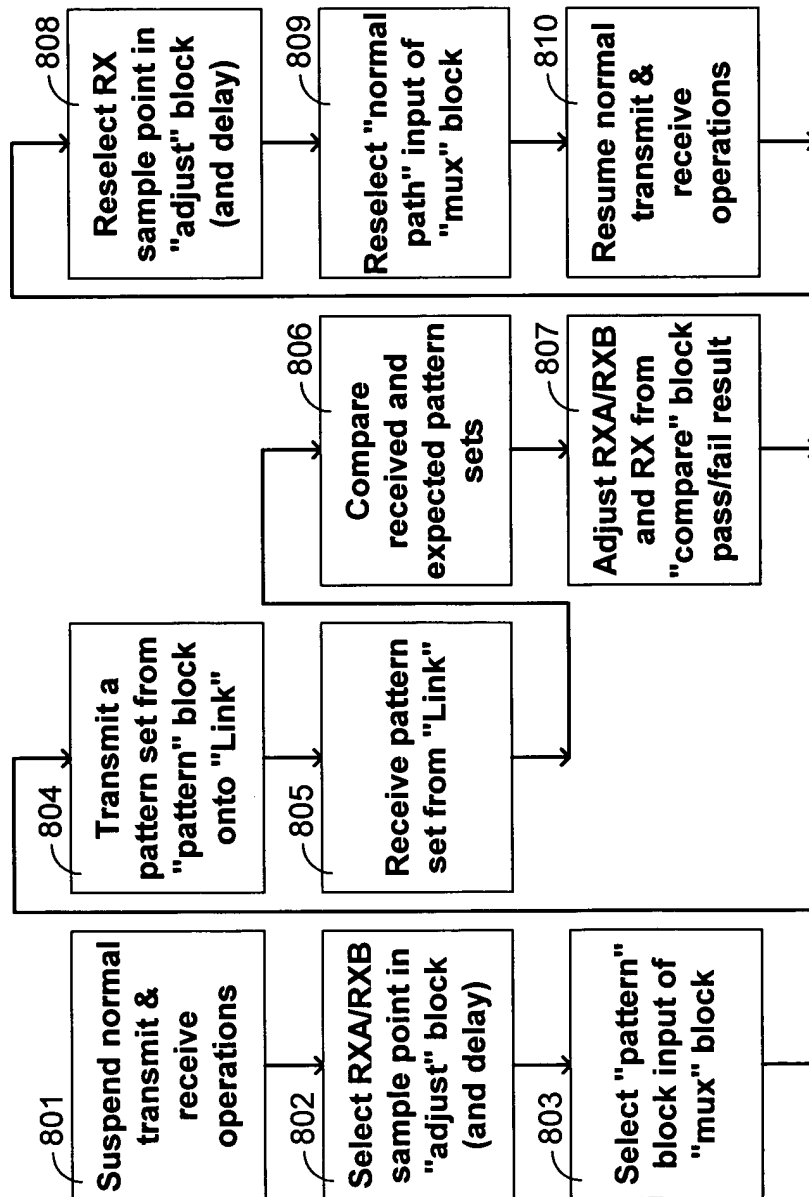 801
Suspend normal
transmit &
receive
operations
802
Select RXA/RXB
sample point in
"adjust" block
(and delay)
803
Select "pattern"
block input of
"mux" block
804
Transmit a
pattern set from
"pattern" block
onto "Link"
805
Receive pattern
set from "Link"
806
Compare
received and
expected pattern
sets
807
Adjust RXA/RXB
and RX from
"compare" block
pass/fail result
808
Reselect RX
sample point in
"adjust" block
(and delay)
809
Reselect "normal
path" input of
"mux" block
810
Resume normal
transmit &
receive
operations